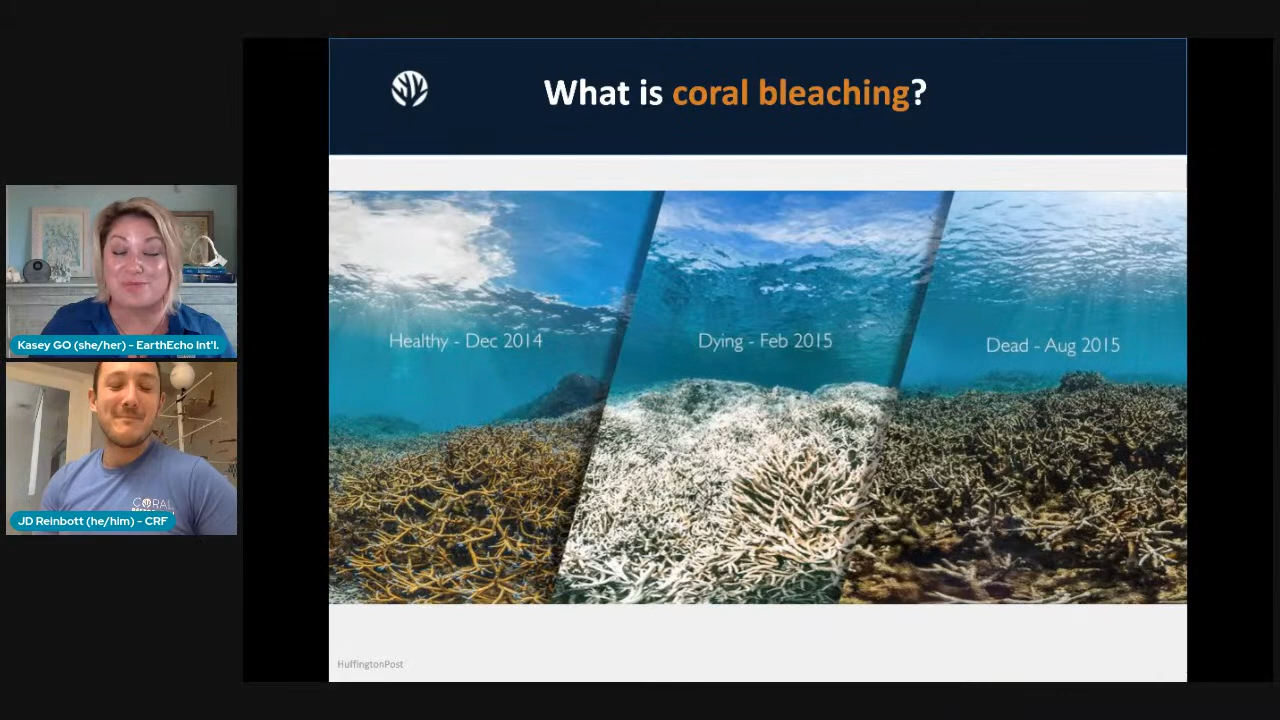 What is coral bleaching?
Healthy - Dec 2014
Dying - Feb 2015
Dead - Aug 2015
HuffingtonPost
Kasey GO (she/her) - EarthEcho Int'l.
CORAL
JD Reinbott (he/him) - CRF